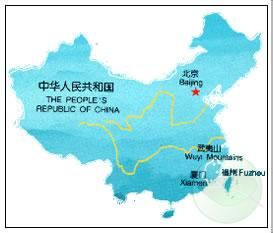 中华人民共和国
THE PEOPLE'S
REPUBLIC OF CHINA
北京
Beijing
武夷山
Wuyi Mountains
厦门
Xiamen
福州 Fuzhou